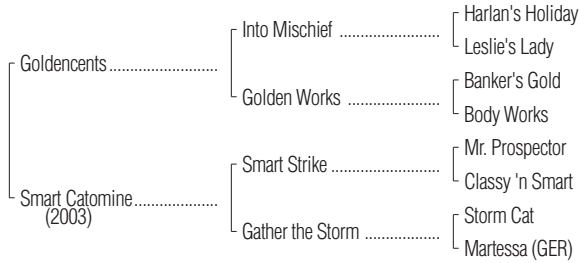 Harlan's Holiday
Into Mischief
Leslie's Lady
Goldencents
Banker's Gold
Golden Works
Body Works
Mr. Prospector
Smart Strike
Classy 'n Smart
Smart Catomine
(2003)
Storm Cat
Gather the Storm
Martessa (GER)